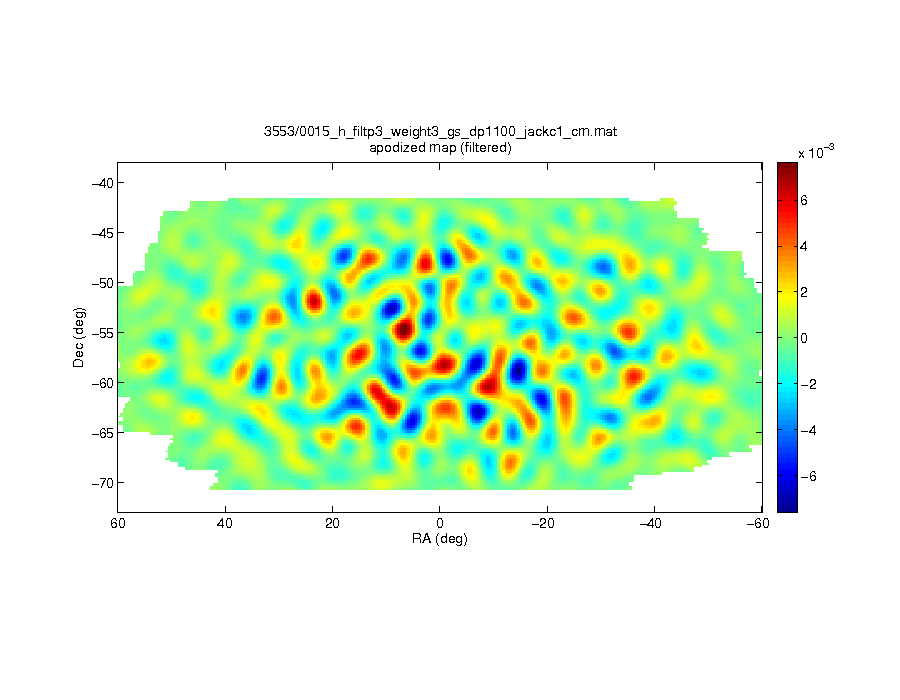 3553/0015_h_filtp3_weight3_gs_dp1100_jackc1_cm.mat
apodized map (filtered)
x 10^-3
−40
−45
−50
−55
−60
−65
−70
Dec (deg)
60 40 20 0 −20 −40 −60
RA (deg)
6
4
2
0
−2
−4
−6